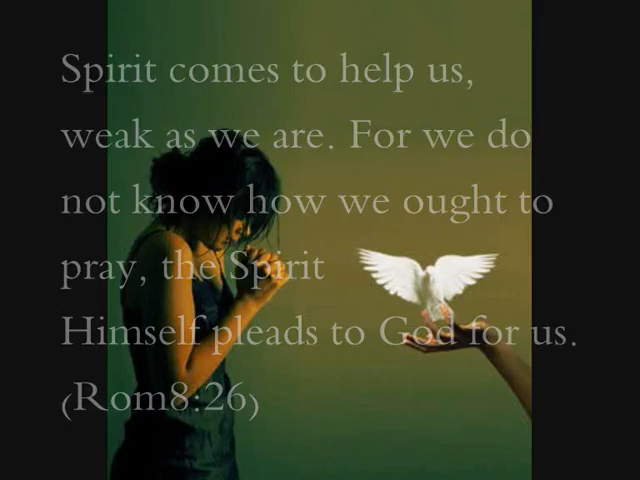 Spirit comes to help us,
weak as we are. For we do
not know how we ought to
pray, the Spirit
Himself pleads to God for us.
(Rom8:26)